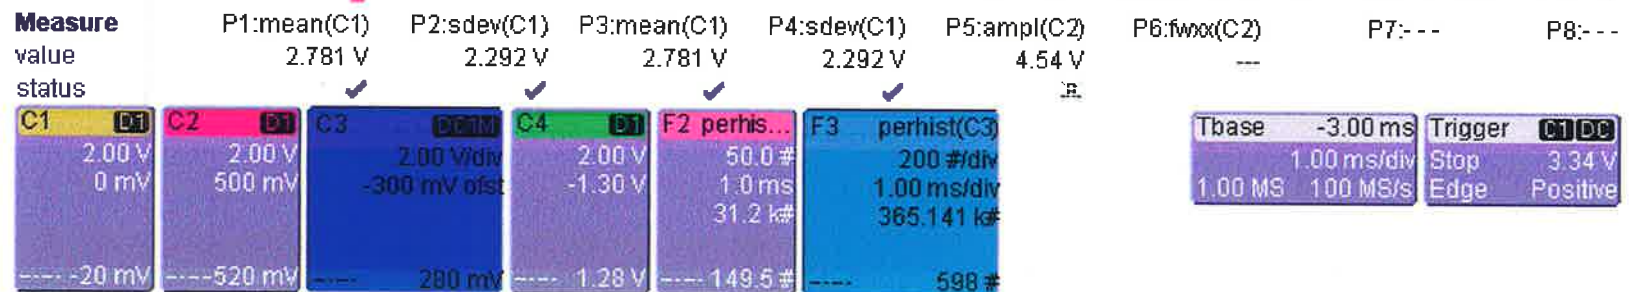 Measure P1:mean(C1) P2:sdev(C1) P3:mean(C1) P4:sdev(C1) P5:ampl(C2) P6:fwxx(C2) P7:--- P8:---
value 2.781 V 2.292 V 2.781 V 2.292 V 4.54 V ---
status
C1 D1 C2 D1 C3 DC1M C4 D1 F2 perhis... F3 perhist(C3) Tbase -3.00 ms Trigger C1 DC
2.00 V 2.00 V 2.00 V/div 2.00 V 50.0 # 200 #/div 1.00 ms/div Stop 3.34 V
0 mV 500 mV -300 mV ofst -1.30 V 1.0 ms 1.00 ms/div 1.00 MS 100 MS/s Edge Positive
31.2 k# 365.141 k#
-20 mV -520 mV 280 mV 1.28 V 149.5 # 598 #